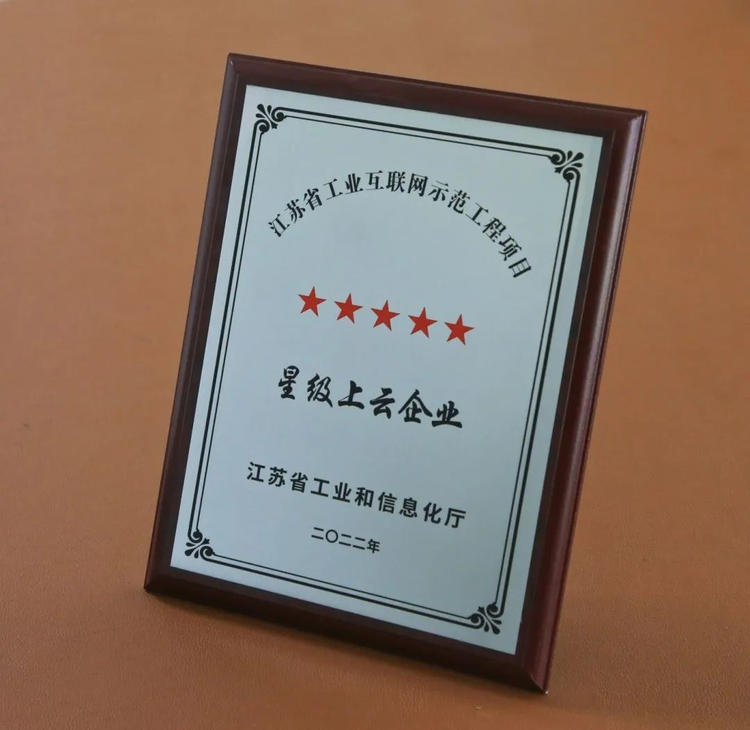 江苏省工业互联网示范工程项目
★★★★★
星级上云企业
江苏省工业和信息化厅
二〇二二年